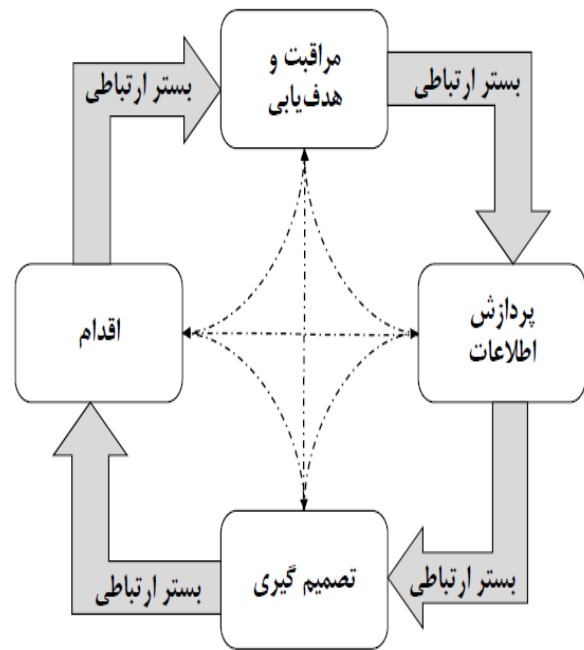 مراقبت و
هدف‌یابی
بستر ارتباطی
پردازش
اطلاعات
بستر ارتباطی
تصمیم گیری
بستر ارتباطی
اقدام
بستر ارتباطی